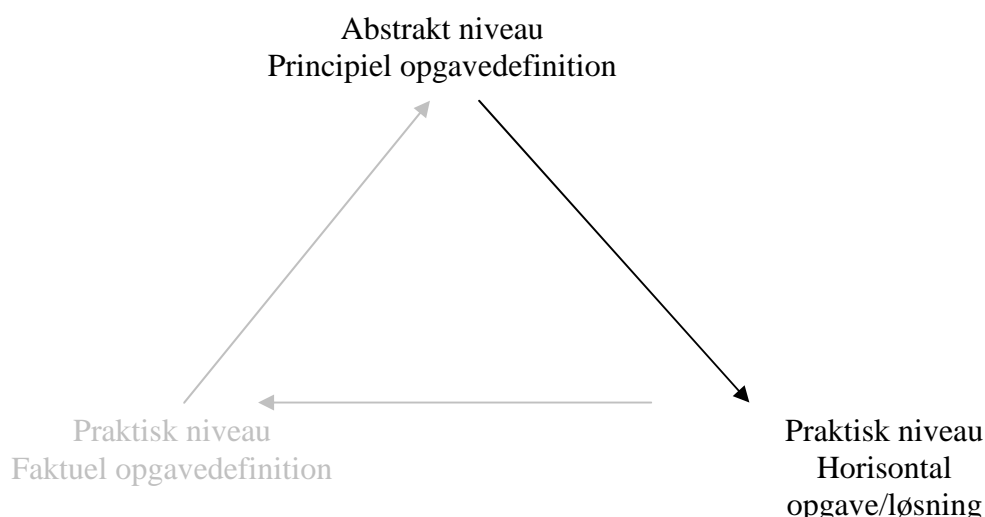 Abstrakt niveau
Principiel opgavedefinition
Praktisk niveau
Faktuel opgavedefinition
Praktisk niveau
Horisontal
opgave/løsning